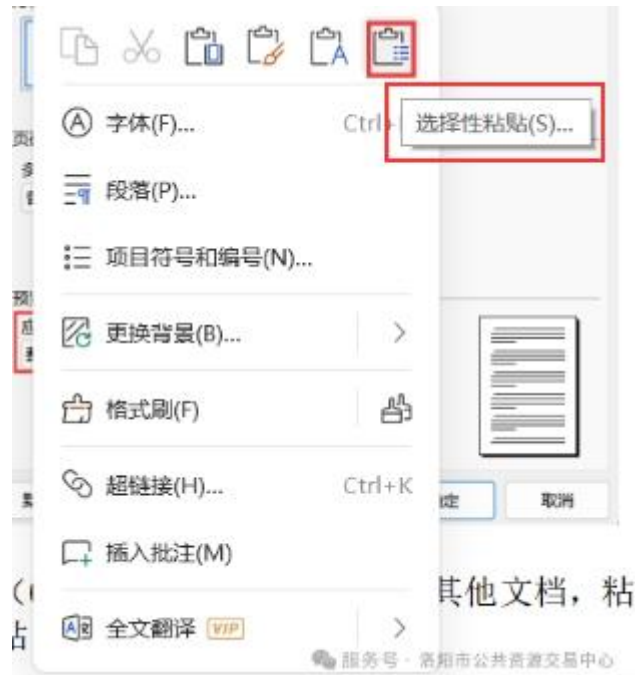 选择性粘贴(S)...
字体(F)... Ctrl+
段落(P)...
项目符号和编号(N)...
更换背景(B)...
格式刷(F)
超链接(H)... Ctrl+K
取消
插入批注(M)
其他文档，粘
全文翻译 VIP
服务号 · 洛阳市公共资源交易中心